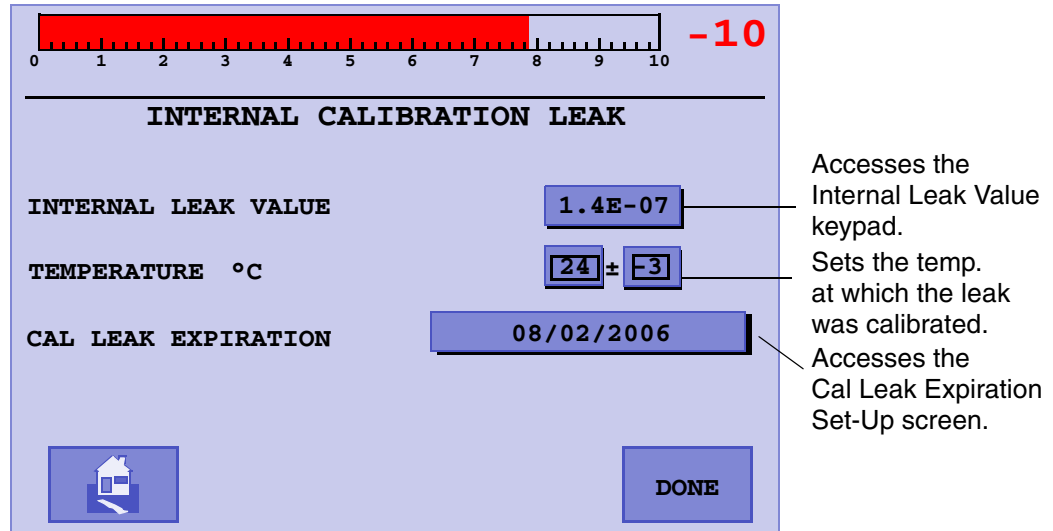 -10
0 1 2 3 4 5 6 7 8 9 10
INTERNAL CALIBRATION LEAK
INTERNAL LEAK VALUE
1.4E-07
TEMPERATURE °C
24 ± -3
CAL LEAK EXPIRATION
08/02/2006
DONE
Accesses the
Internal Leak Value
keypad.
Sets the temp.
at which the leak
was calibrated.
Accesses the
Cal Leak Expiration
Set-Up screen.